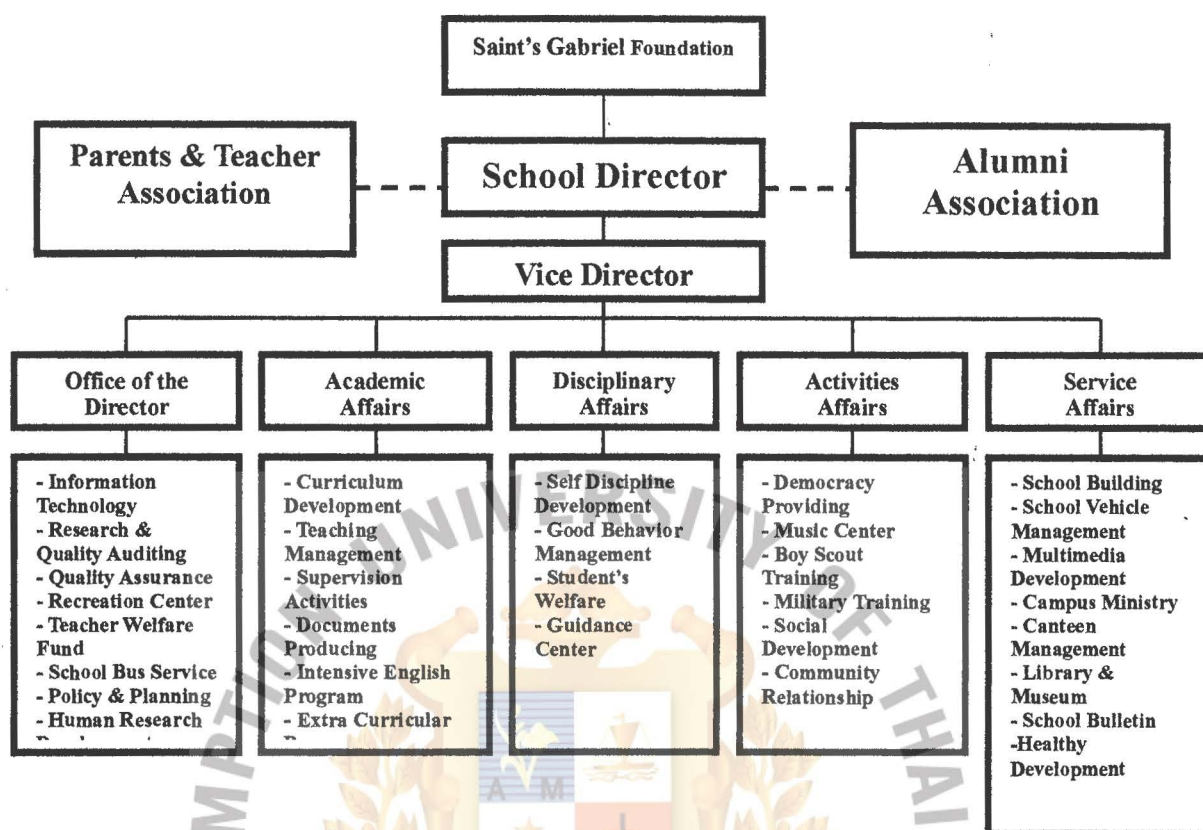 Saint's Gabriel Foundation
Parents & Teacher
Association
School Director
Alumni
Association
Vice Director
Office of the
Director
Academic
Affairs
Disciplinary
Affairs
Activities
Affairs
Service
Affairs
- Information
Technology
- Research &
Quality Auditing
- Quality Assurance
- Recreation Center
- Teacher Welfare
Fund
- School Bus Service
- Policy & Planning
- Human Research
- Curriculum
Development
- Teaching
Management
- Supervision
Activities
- Documents
Producing
- Intensive English
Program
- Extra Curricular
- Self Discipline
Development
- Good Behavior
Management
- Student's
Welfare
- Guidance
Center
- Democracy
Providing
- Music Center
- Boy Scout
Training
- Military Training
- Social
Development
- Community
Relationship
- School Building
- School Vehicle
Management
- Multimedia
Development
- Campus Ministry
- Canteen
Management
- Library &
Museum
- School Bulletin
-Healthy
Development
MPTION UNIVERSITY OF THAI
A M